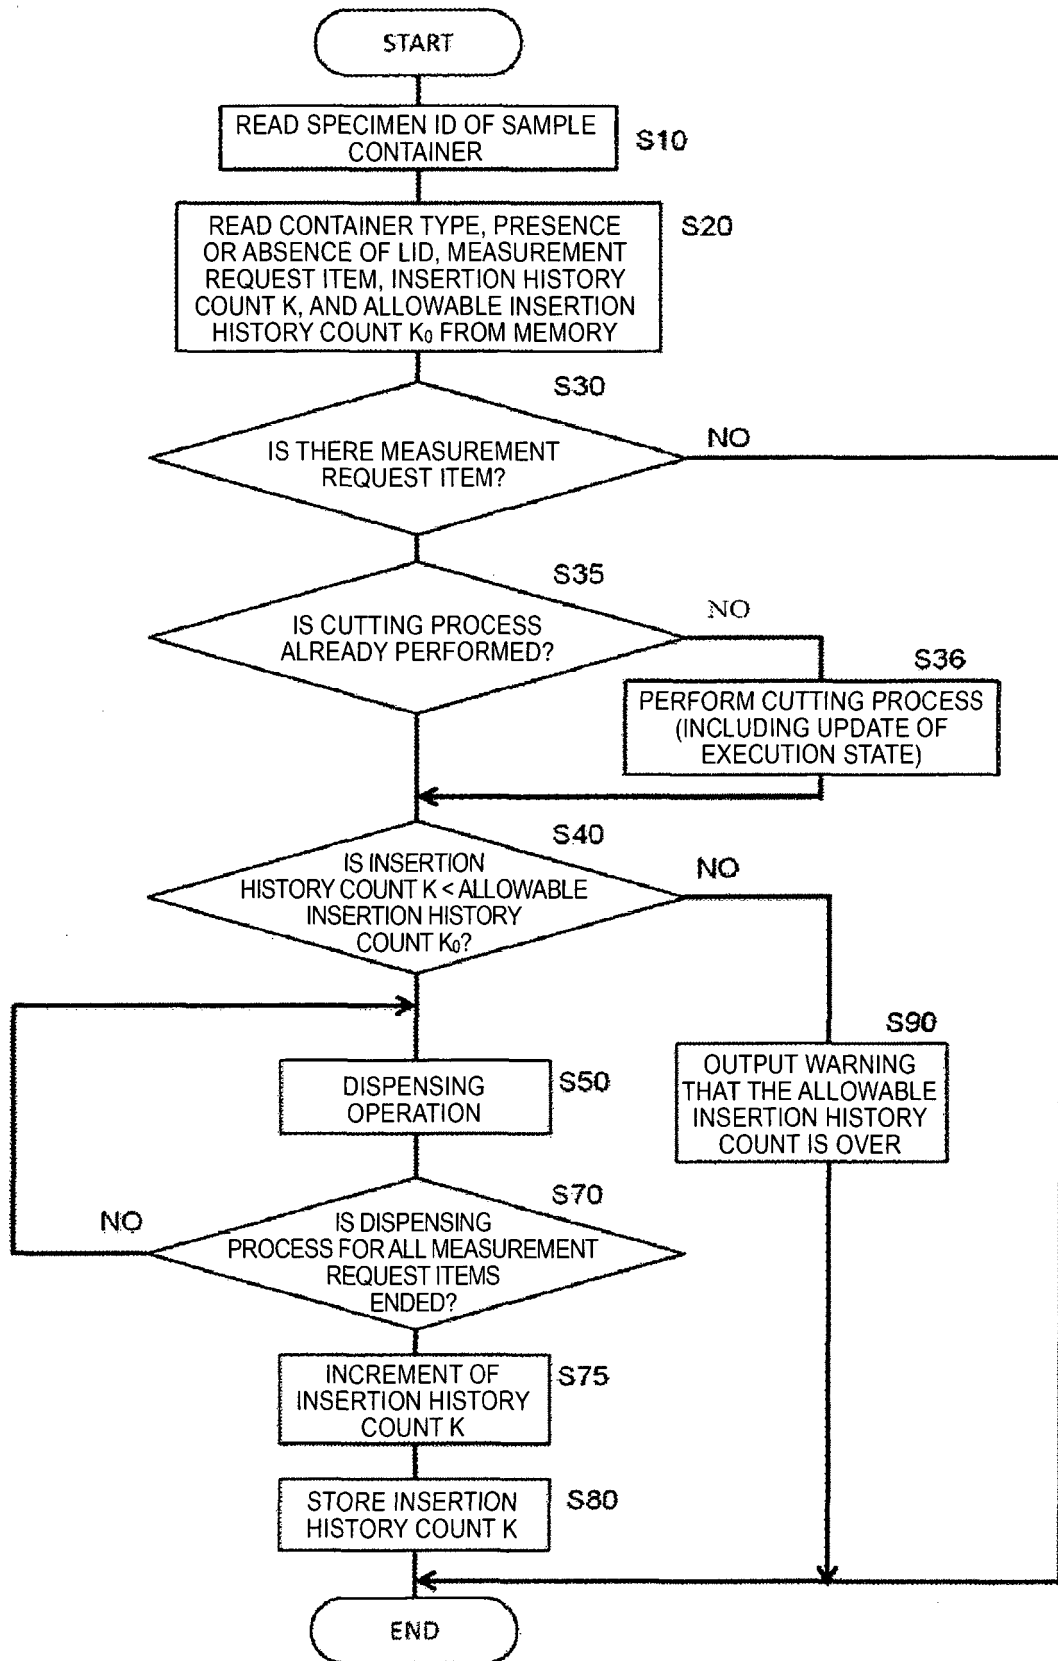 START
READ SPECIMEN ID OF SAMPLE
CONTAINER
S10
READ CONTAINER TYPE, PRESENCE
OR ABSENCE OF LID, MEASUREMENT
REQUEST ITEM, INSERTION HISTORY
COUNT K, AND ALLOWABLE INSERTION
HISTORY COUNT K₀ FROM MEMORY
S20
S30
IS THERE MEASUREMENT
REQUEST ITEM?
NO
S35
IS CUTTING PROCESS
ALREADY PERFORMED?
NO
S36
PERFORM CUTTING PROCESS
(INCLUDING UPDATE OF
EXECUTION STATE)
S40
IS INSERTION
HISTORY COUNT K < ALLOWABLE
INSERTION HISTORY
COUNT K₀?
NO
S90
OUTPUT WARNING
THAT THE ALLOWABLE
INSERTION HISTORY
COUNT IS OVER
DISPENSING
OPERATION
S50
S70
IS DISPENSING
PROCESS FOR ALL MEASUREMENT
REQUEST ITEMS
ENDED?
NO
INCREMENT OF
INSERTION HISTORY
COUNT K
S75
STORE INSERTION
HISTORY COUNT K
S80
END